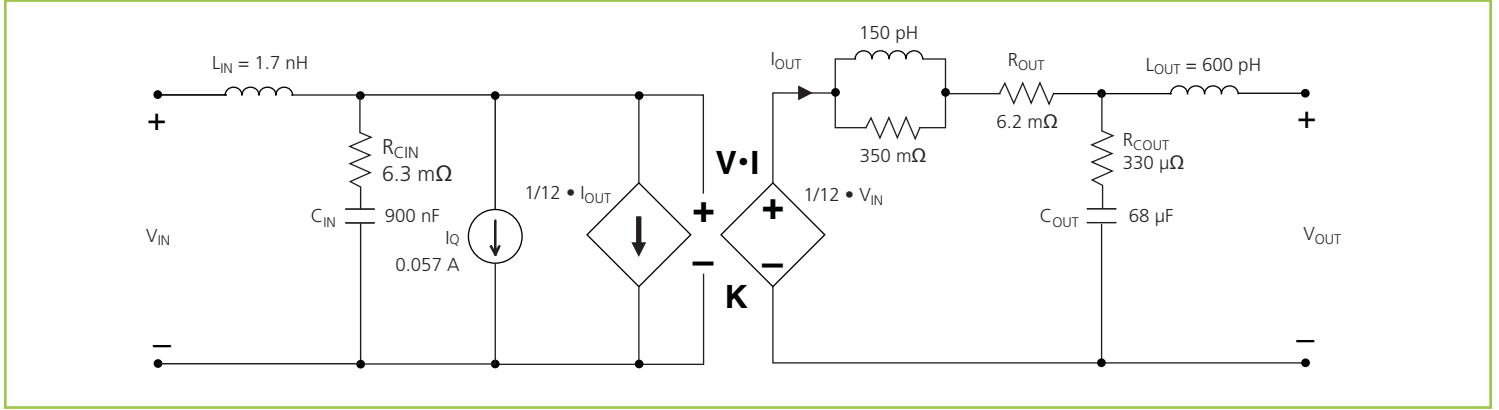 L_IN = 1.7 nH
+
R_CIN
6.3 mΩ
C_IN
900 nF
V_IN
−
I_Q
0.057 A
1/12 • I_OUT
+
−
V•I
K
+
−
1/12 • V_IN
I_OUT
150 pH
350 mΩ
R_OUT
6.2 mΩ
L_OUT = 600 pH
+
R_COUT
330 µΩ
C_OUT
68 µF
V_OUT
−